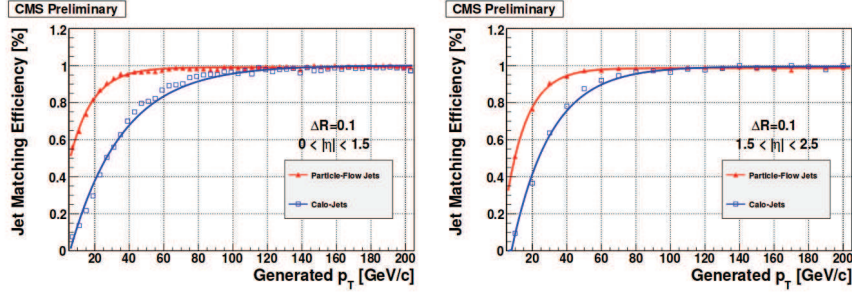 CMS Preliminary
Jet Matching Efficiency [%]
1.2
1
0.8
0.6
0.4
0.2
0
ΔR=0.1
0 < |η| < 1.5
Particle-Flow Jets
Calo-Jets
20 40 60 80 100 120 140 160 180 200
Generated pT [GeV/c]
CMS Preliminary
Jet Matching Efficiency [%]
1.2
1
0.8
0.6
0.4
0.2
0
ΔR=0.1
1.5 < |η| < 2.5
Particle-Flow Jets
Calo-Jets
20 40 60 80 100 120 140 160 180 200
Generated pT [GeV/c]